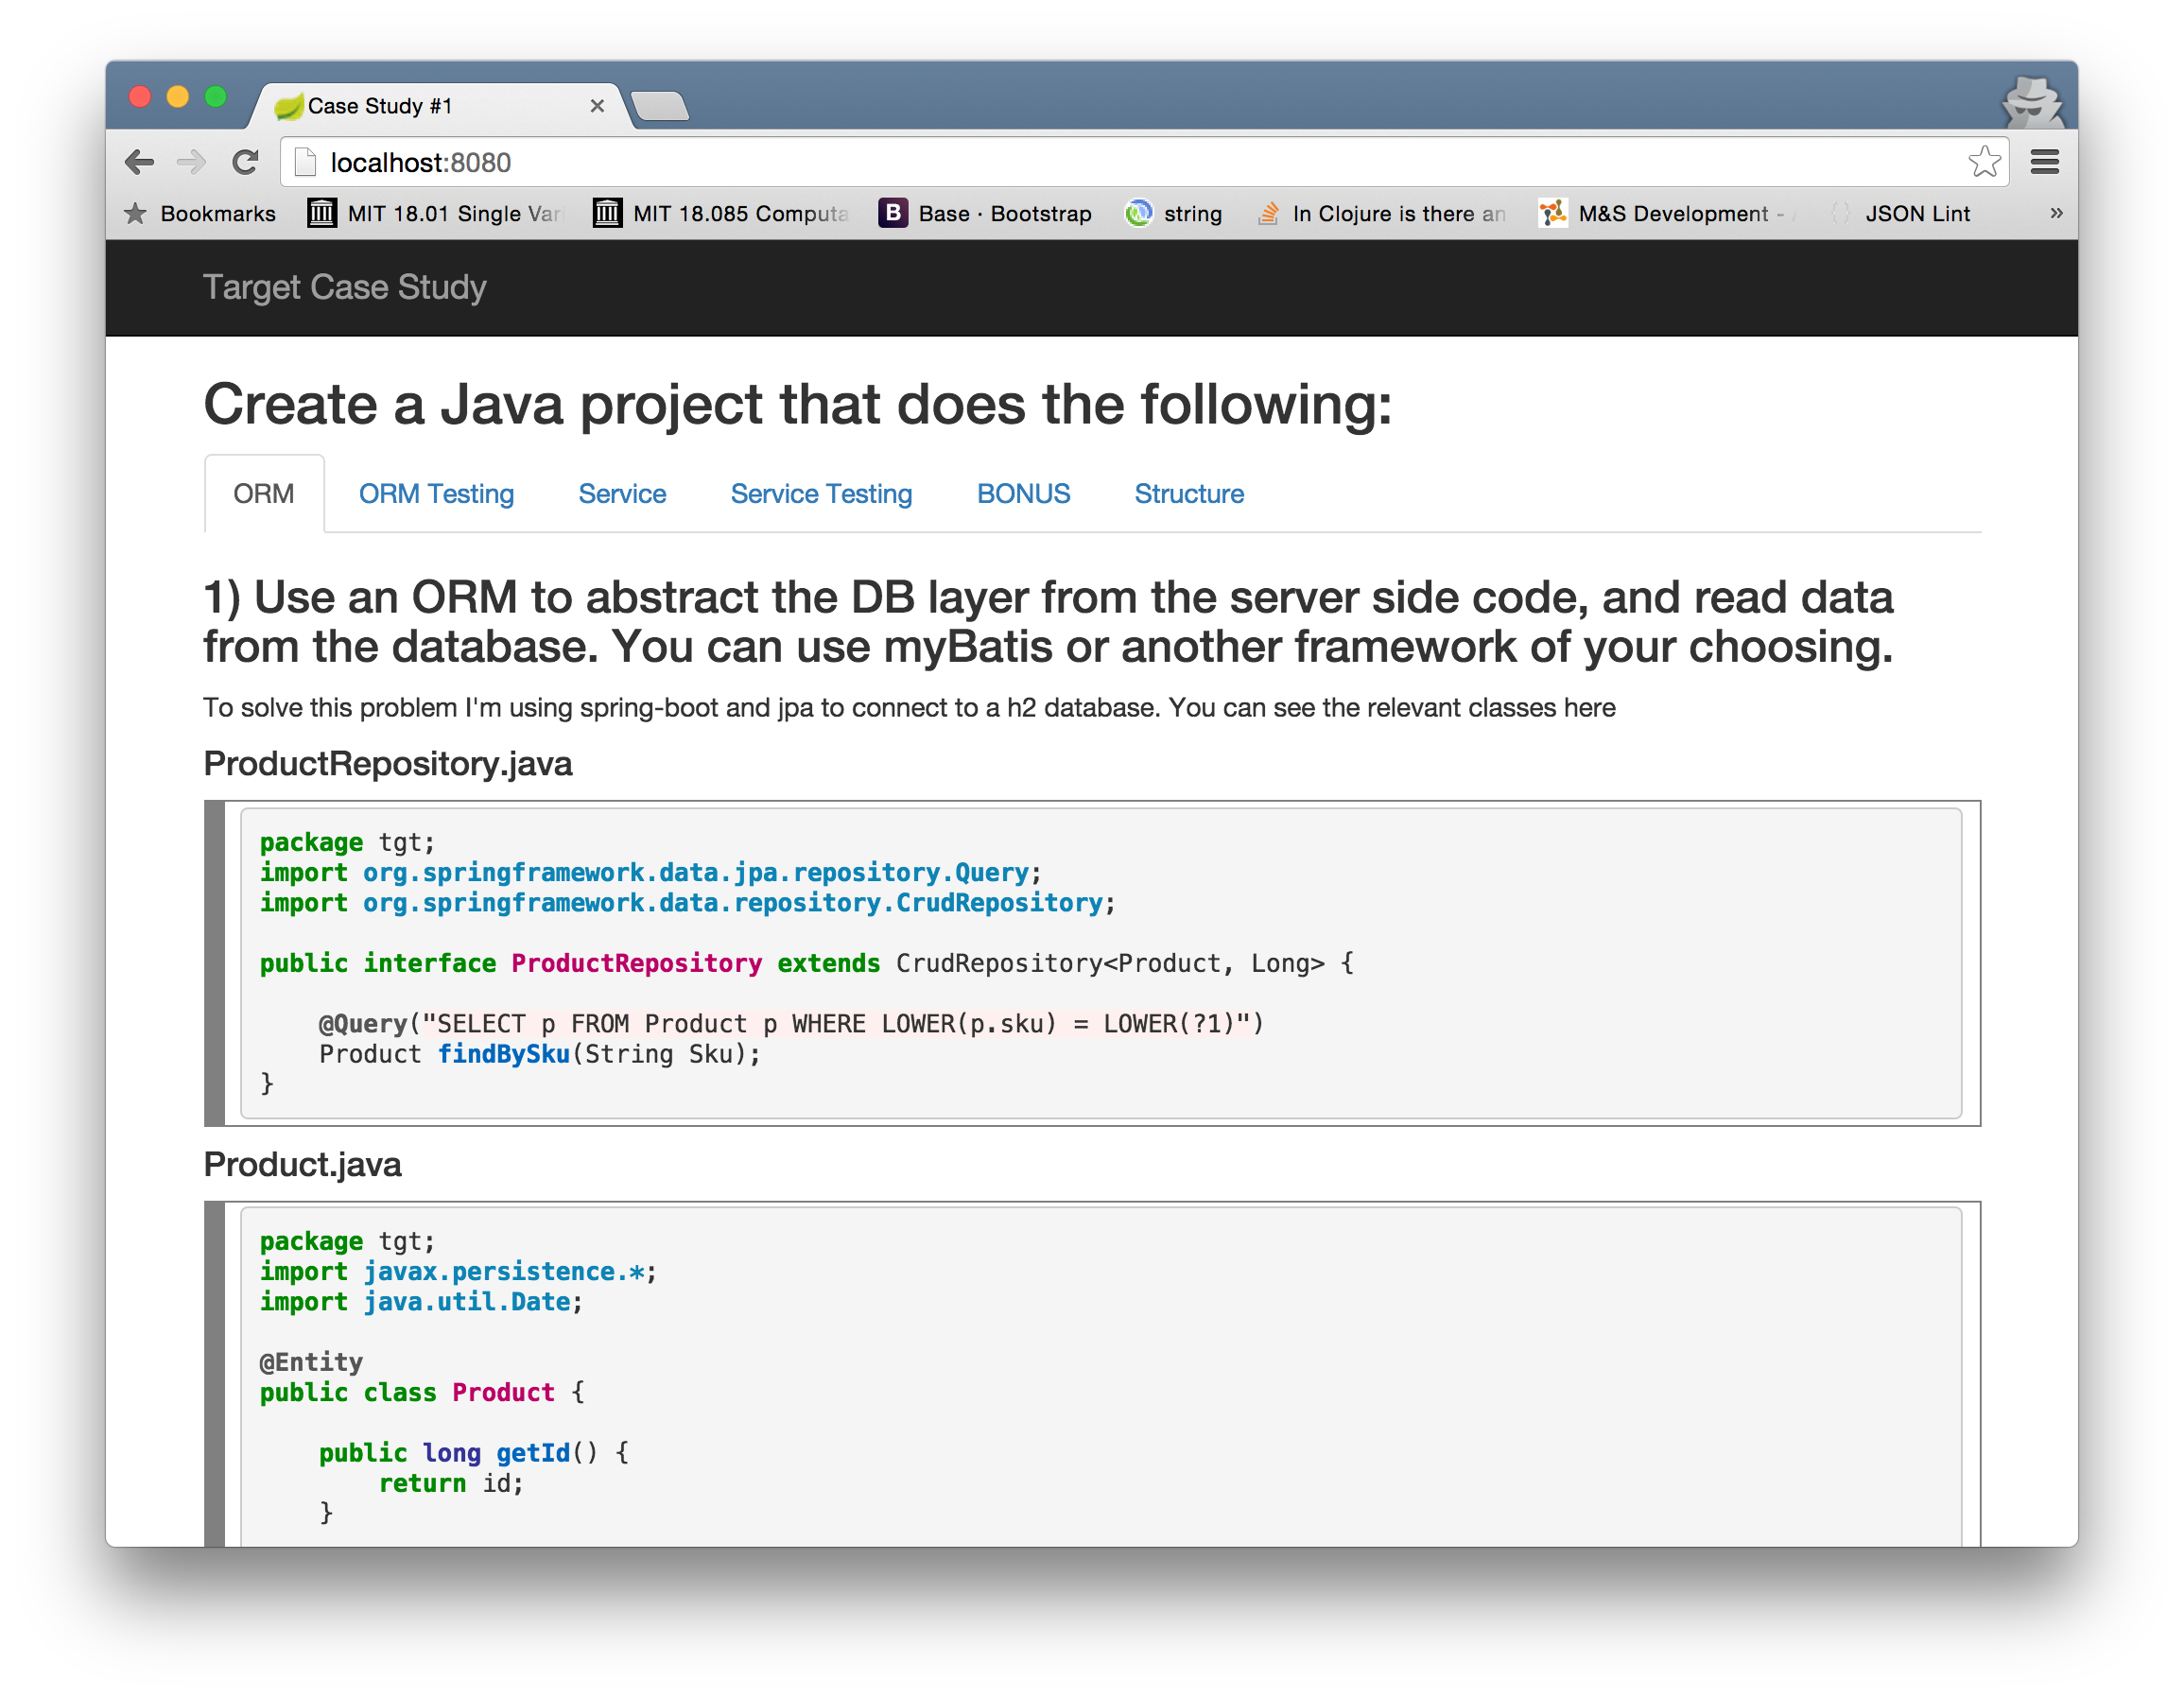 Case Study #1
localhost:8080
Bookmarks MIT 18.01 Single Var MIT 18.085 Computa B Base · Bootstrap string In Clojure is there an M&S Development - JSON Lint »
Target Case Study
Create a Java project that does the following:
ORM ORM Testing Service Service Testing BONUS Structure
1) Use an ORM to abstract the DB layer from the server side code, and read data
from the database. You can use myBatis or another framework of your choosing.
To solve this problem I'm using spring-boot and jpa to connect to a h2 database. You can see the relevant classes here
ProductRepository.java
package tgt;
import org.springframework.data.jpa.repository.Query;
import org.springframework.data.repository.CrudRepository;
public interface ProductRepository extends CrudRepository<Product, Long> {
@Query("SELECT p FROM Product p WHERE LOWER(p.sku) = LOWER(?1)")
Product findBySku(String Sku);
}
Product.java
package tgt;
import javax.persistence.*;
import java.util.Date;
@Entity
public class Product {
public long getId() {
return id;
}